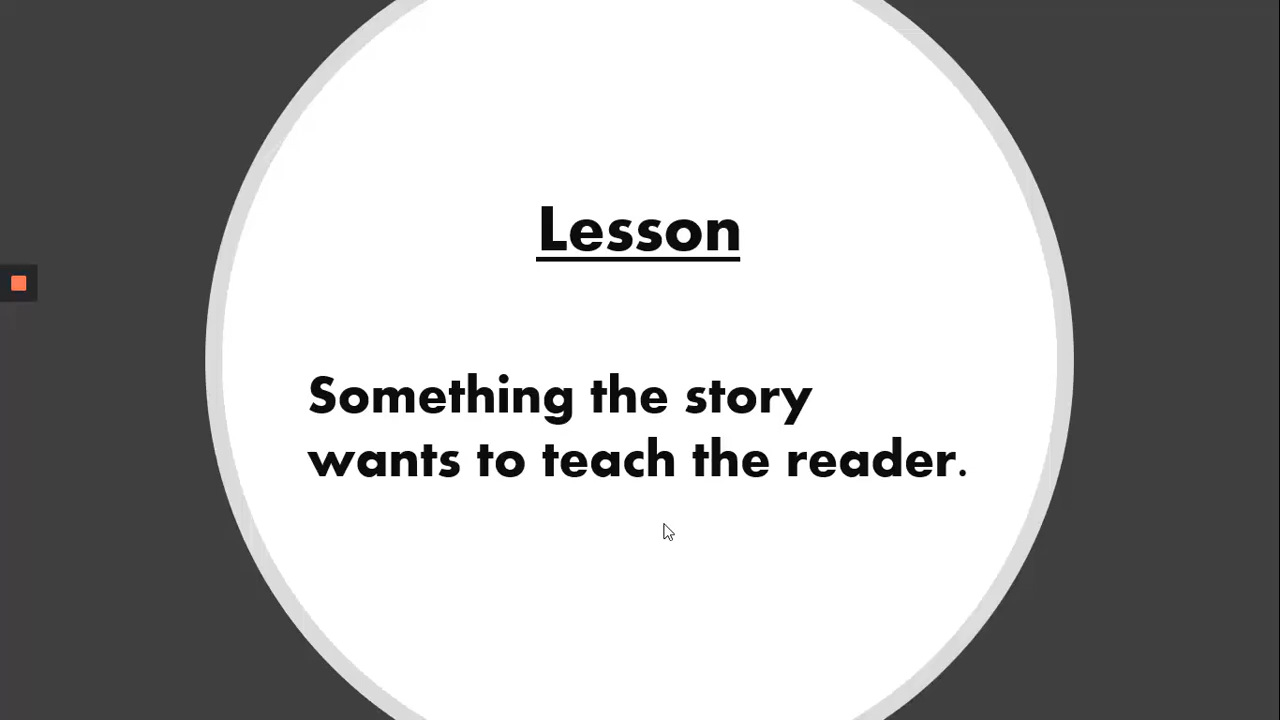 Lesson
Something the story
wants to teach the reader.